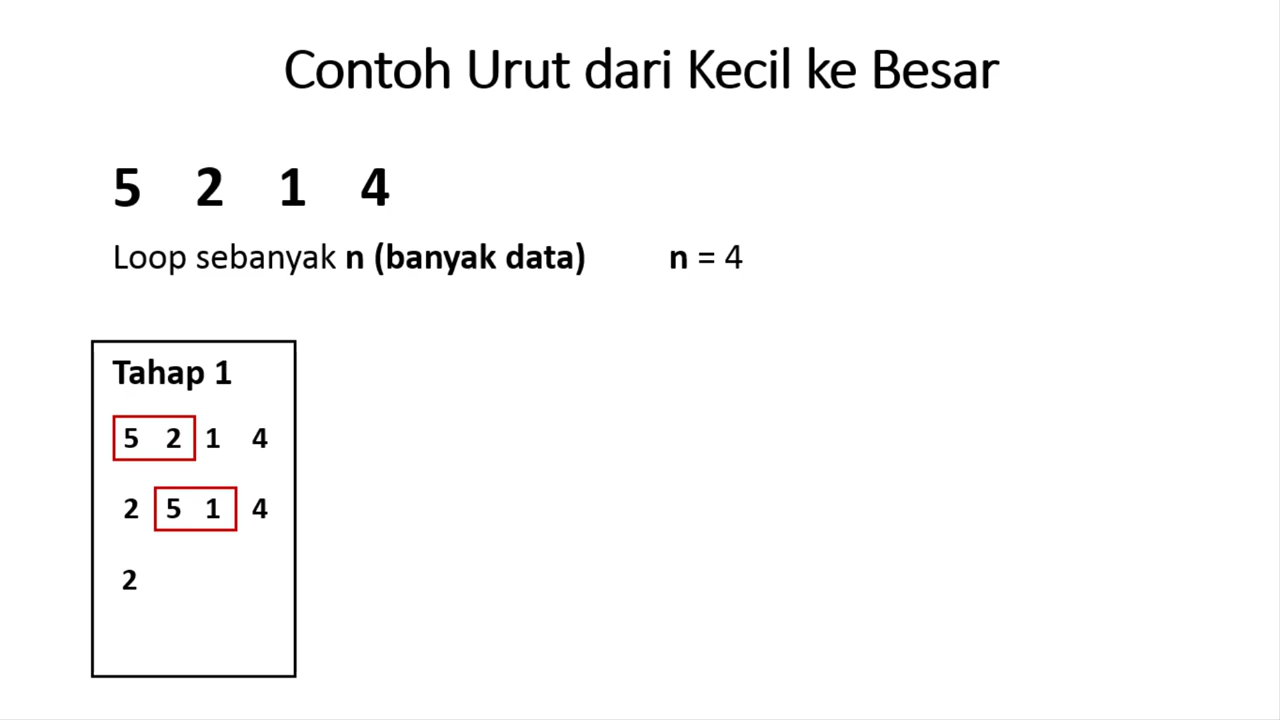 Contoh Urut dari Kecil ke Besar
5 2 1 4
Loop sebanyak n (banyak data) n = 4
Tahap 1
5 2 1 4
2 5 1 4
2